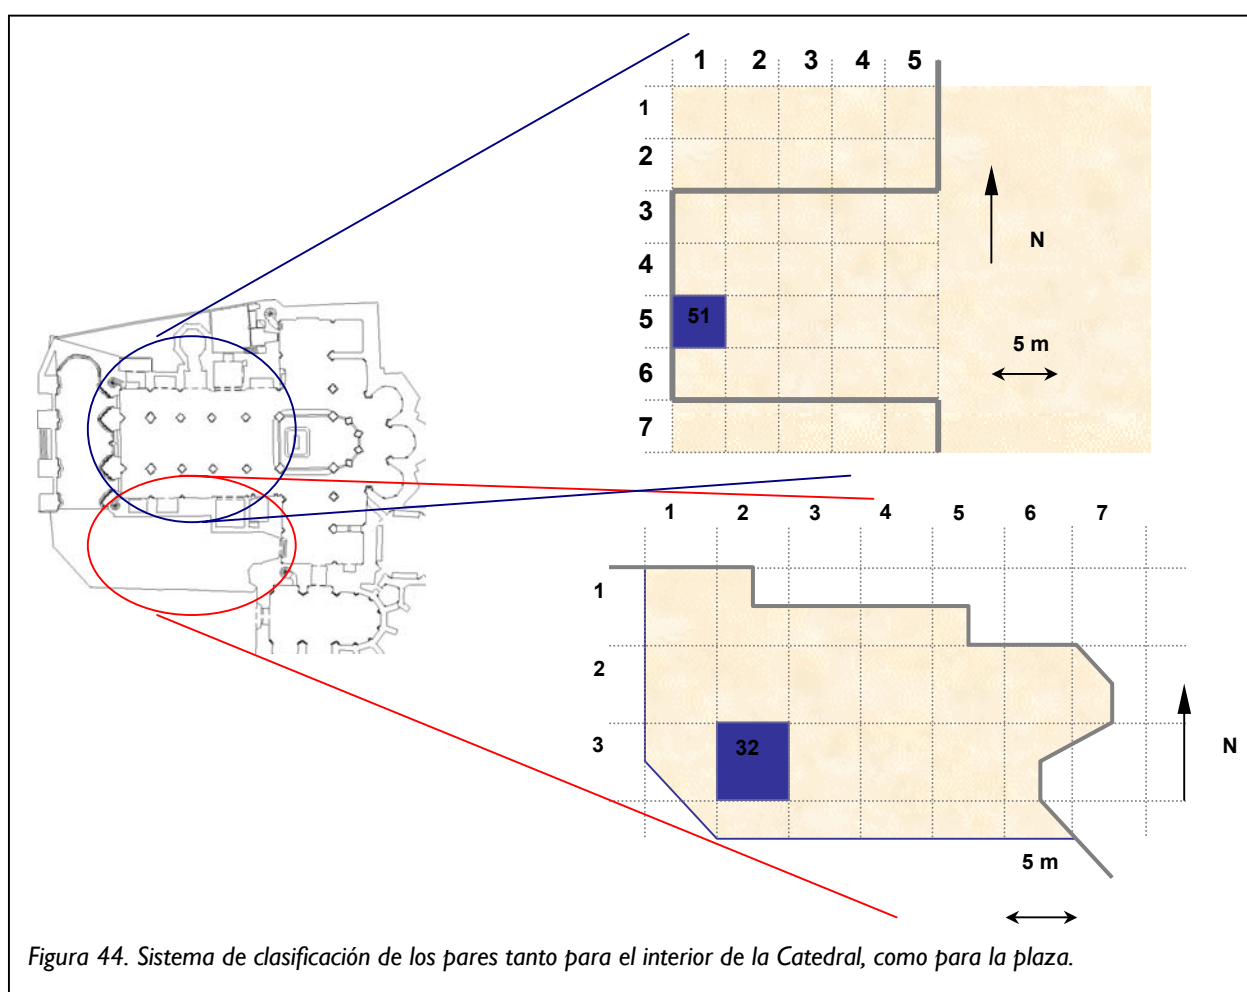 1 2 3 4 5
1
2
3
N
4
51
5
5 m
6
7
1 2 3 4 5 6 7
1
2
32
3
N
5 m
Figura 44. Sistema de clasificación de los pares tanto para el interior de la Catedral, como para la plaza.